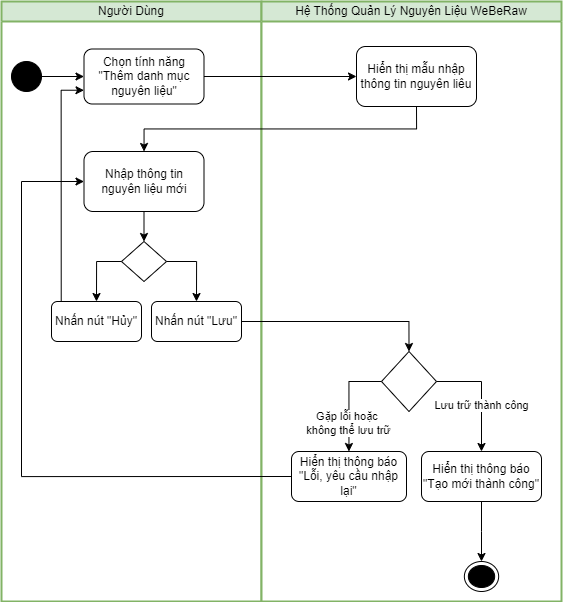 Người Dùng
Hệ Thống Quản Lý Nguyên Liệu WeBeRaw
Chọn tính năng
"Thêm danh mục
nguyên liệu"
Hiển thị mẫu nhập
thông tin nguyên liêu
Nhập thông tin
nguyên liệu mới
Nhấn nút "Hủy"
Nhấn nút "Lưu"
Gặp lỗi hoặc
không thể lưu trữ
Lưu trữ thành công
Hiển thị thông báo
"Lỗi, yêu cầu nhập
lại"
Hiển thị thông báo
"Tạo mới thành công"